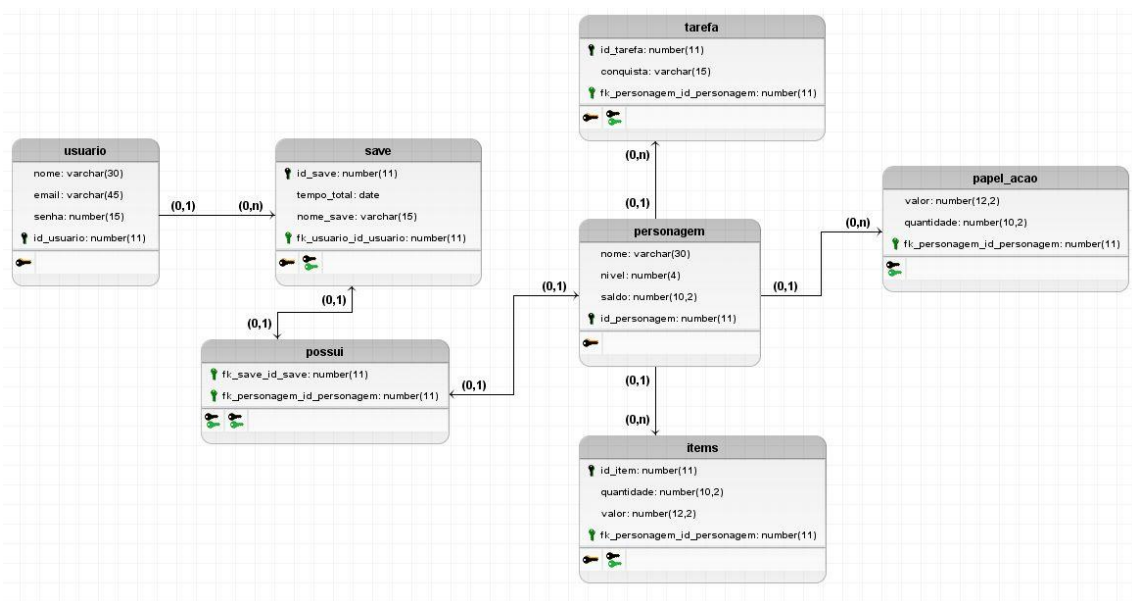 tarefa
id_tarefa: number(11)
conquista: varchar(15)
fk_personagem_id_personagem: number(11)
(0,n)
(0,1)
usuario
nome: varchar(30)
email: varchar(45)
senha: number(15)
id_usuario: number(11)
(0,1)
(0,n)
save
id_save: number(11)
tempo_total: date
nome_save: varchar(15)
fk_usuario_id_usuario: number(11)
(0,1)
(0,1)
possui
fk_save_id_save: number(11)
fk_personagem_id_personagem: number(11)
(0,1)
(0,1)
personagem
nome: varchar(30)
nivel: number(4)
saldo: number(10,2)
id_personagem: number(11)
(0,1)
(0,n)
papel_acao
valor: number(12,2)
quantidade: number(10,2)
fk_personagem_id_personagem: number(11)
(0,1)
(0,n)
items
id_item: number(11)
quantidade: number(10,2)
valor: number(12,2)
fk_personagem_id_personagem: number(11)